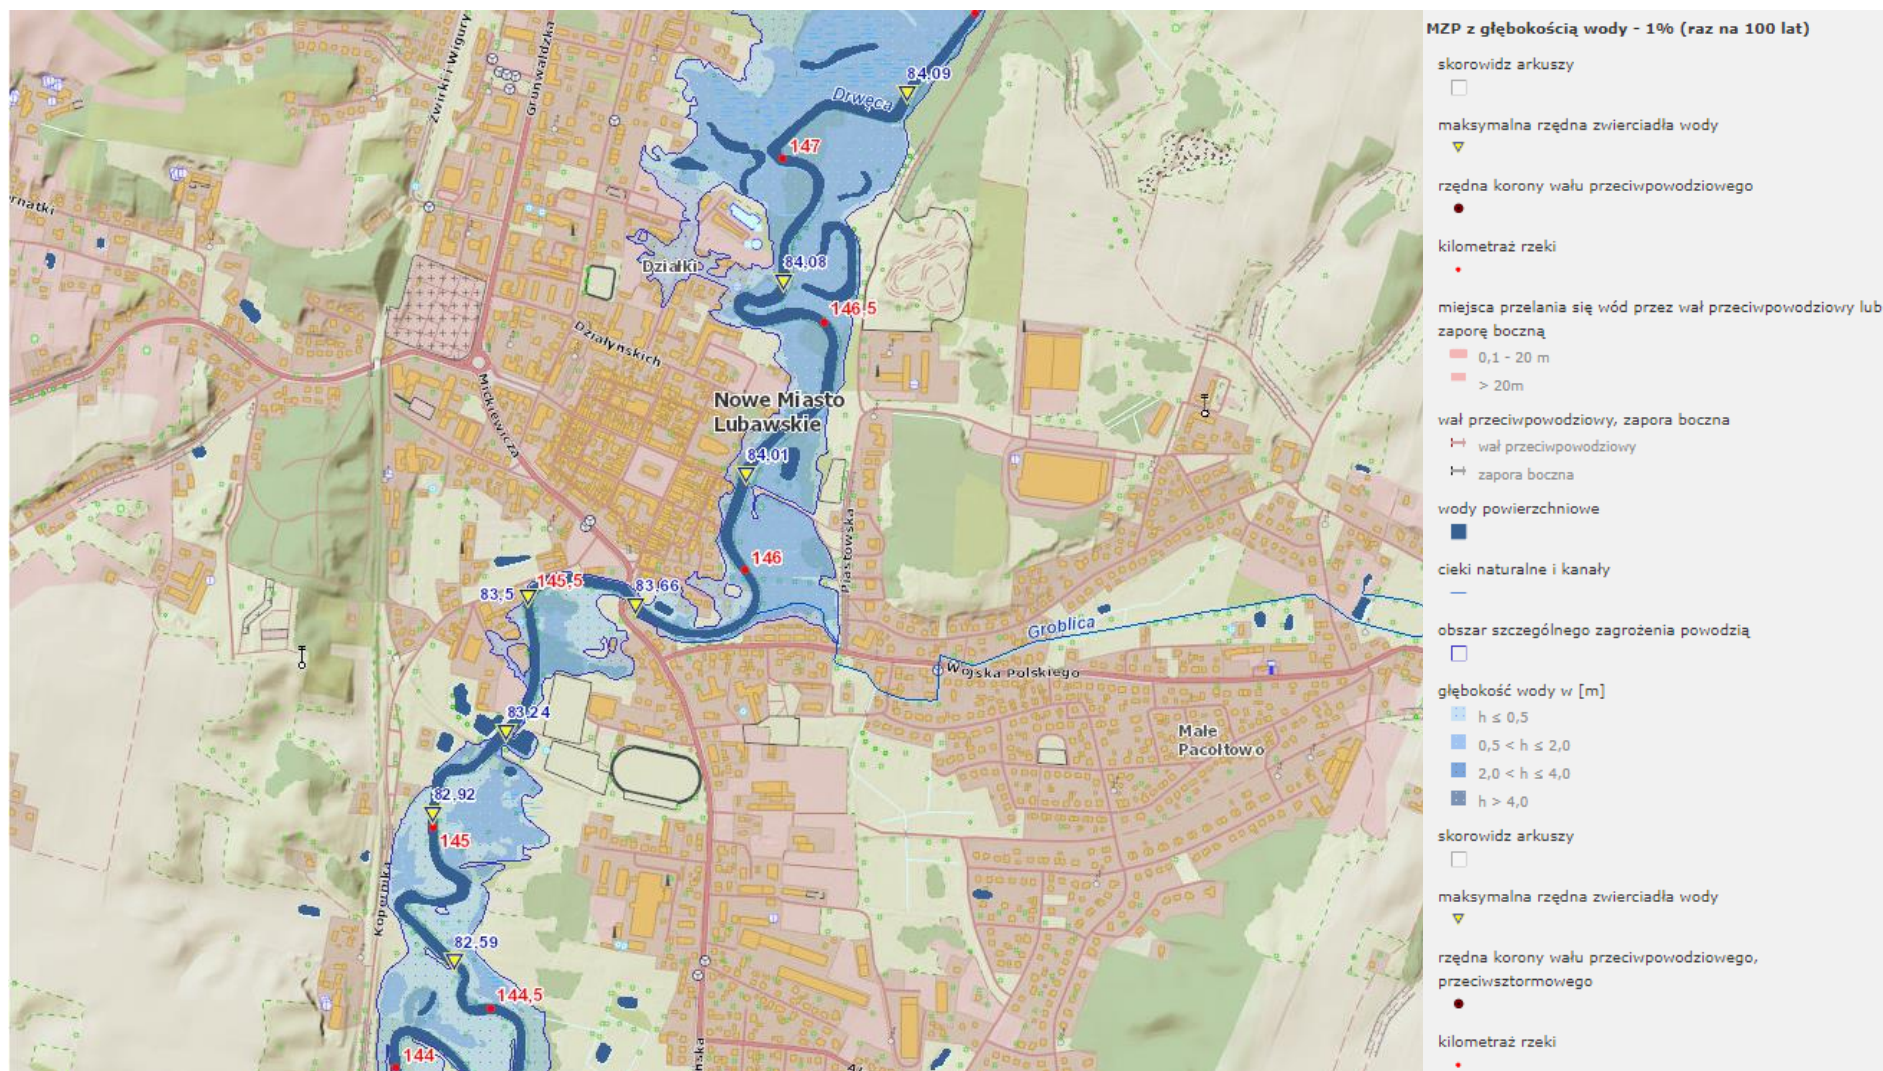 Żwirki i Wigury
Grunwaldzka
84,09
Drwęca
147
rnatki
Działki
84,08
146,5
Działyńskich
Mickiewicza
Nowe Miasto
Lubawskie
84,01
Piastowska
146
145,5
83,5
83,66
Groblica
Wojska Polskiego
83,24
Małe
Pacółtowo
82,92
145
Kopernika
82,59
144,5
144
ńska
MZP z głębokością wody - 1% (raz na 100 lat)
skorowidz arkuszy
maksymalna rzędna zwierciadła wody
rzędna korony wału przeciwpowodziowego
kilometraż rzeki
miejsca przelania się wód przez wał przeciwpowodziowy lub
zaporę boczną
0,1 - 20 m
> 20m
wał przeciwpowodziowy, zapora boczna
wał przeciwpowodziowy
zapora boczna
wody powierzchniowe
cieki naturalne i kanały
obszar szczególnego zagrożenia powodzią
głębokość wody w [m]
h ≤ 0,5
0,5 < h ≤ 2,0
2,0 < h ≤ 4,0
h > 4,0
skorowidz arkuszy
maksymalna rzędna zwierciadła wody
rzędna korony wału przeciwpowodziowego,
przeciwsztormowego
kilometraż rzeki